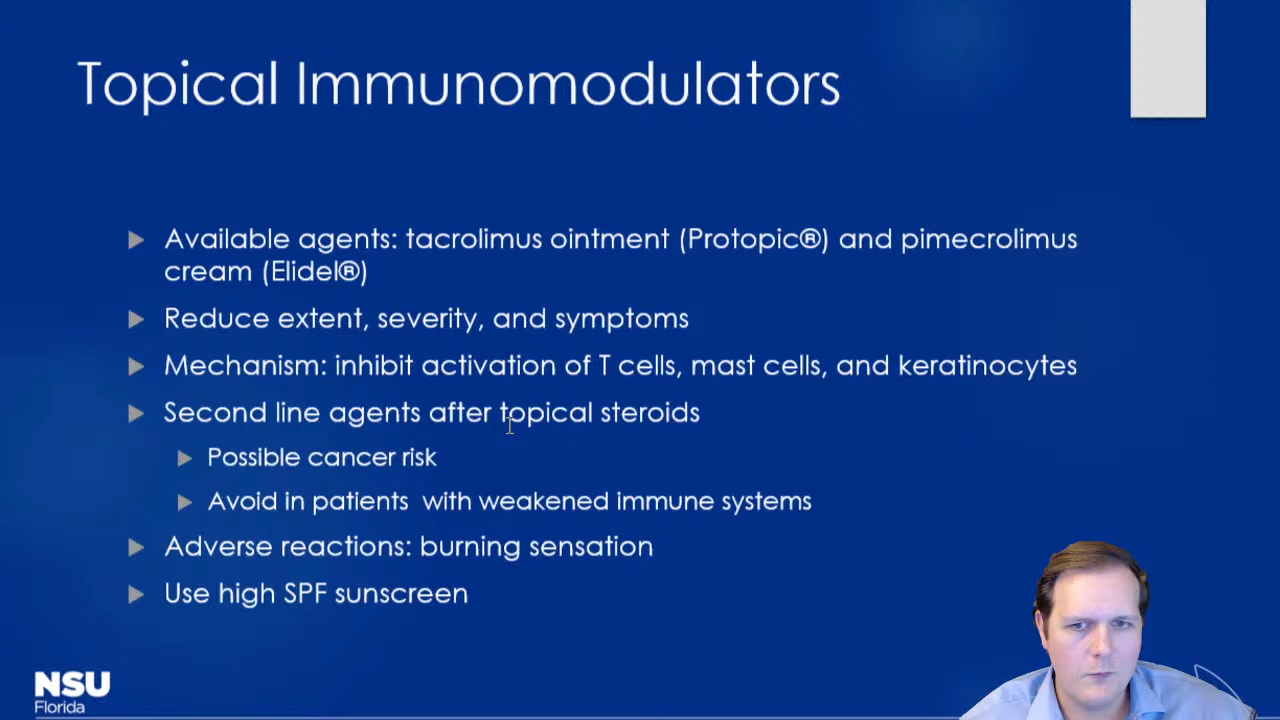 Topical Immunomodulators
Available agents: tacrolimus ointment (Protopic®) and pimecrolimus
cream (Elidel®)
Reduce extent, severity, and symptoms
Mechanism: inhibit activation of T cells, mast cells, and keratinocytes
Second line agents after topical steroids
Possible cancer risk
Avoid in patients  with weakened immune systems
Adverse reactions: burning sensation
Use high SPF sunscreen
NSU
Florida